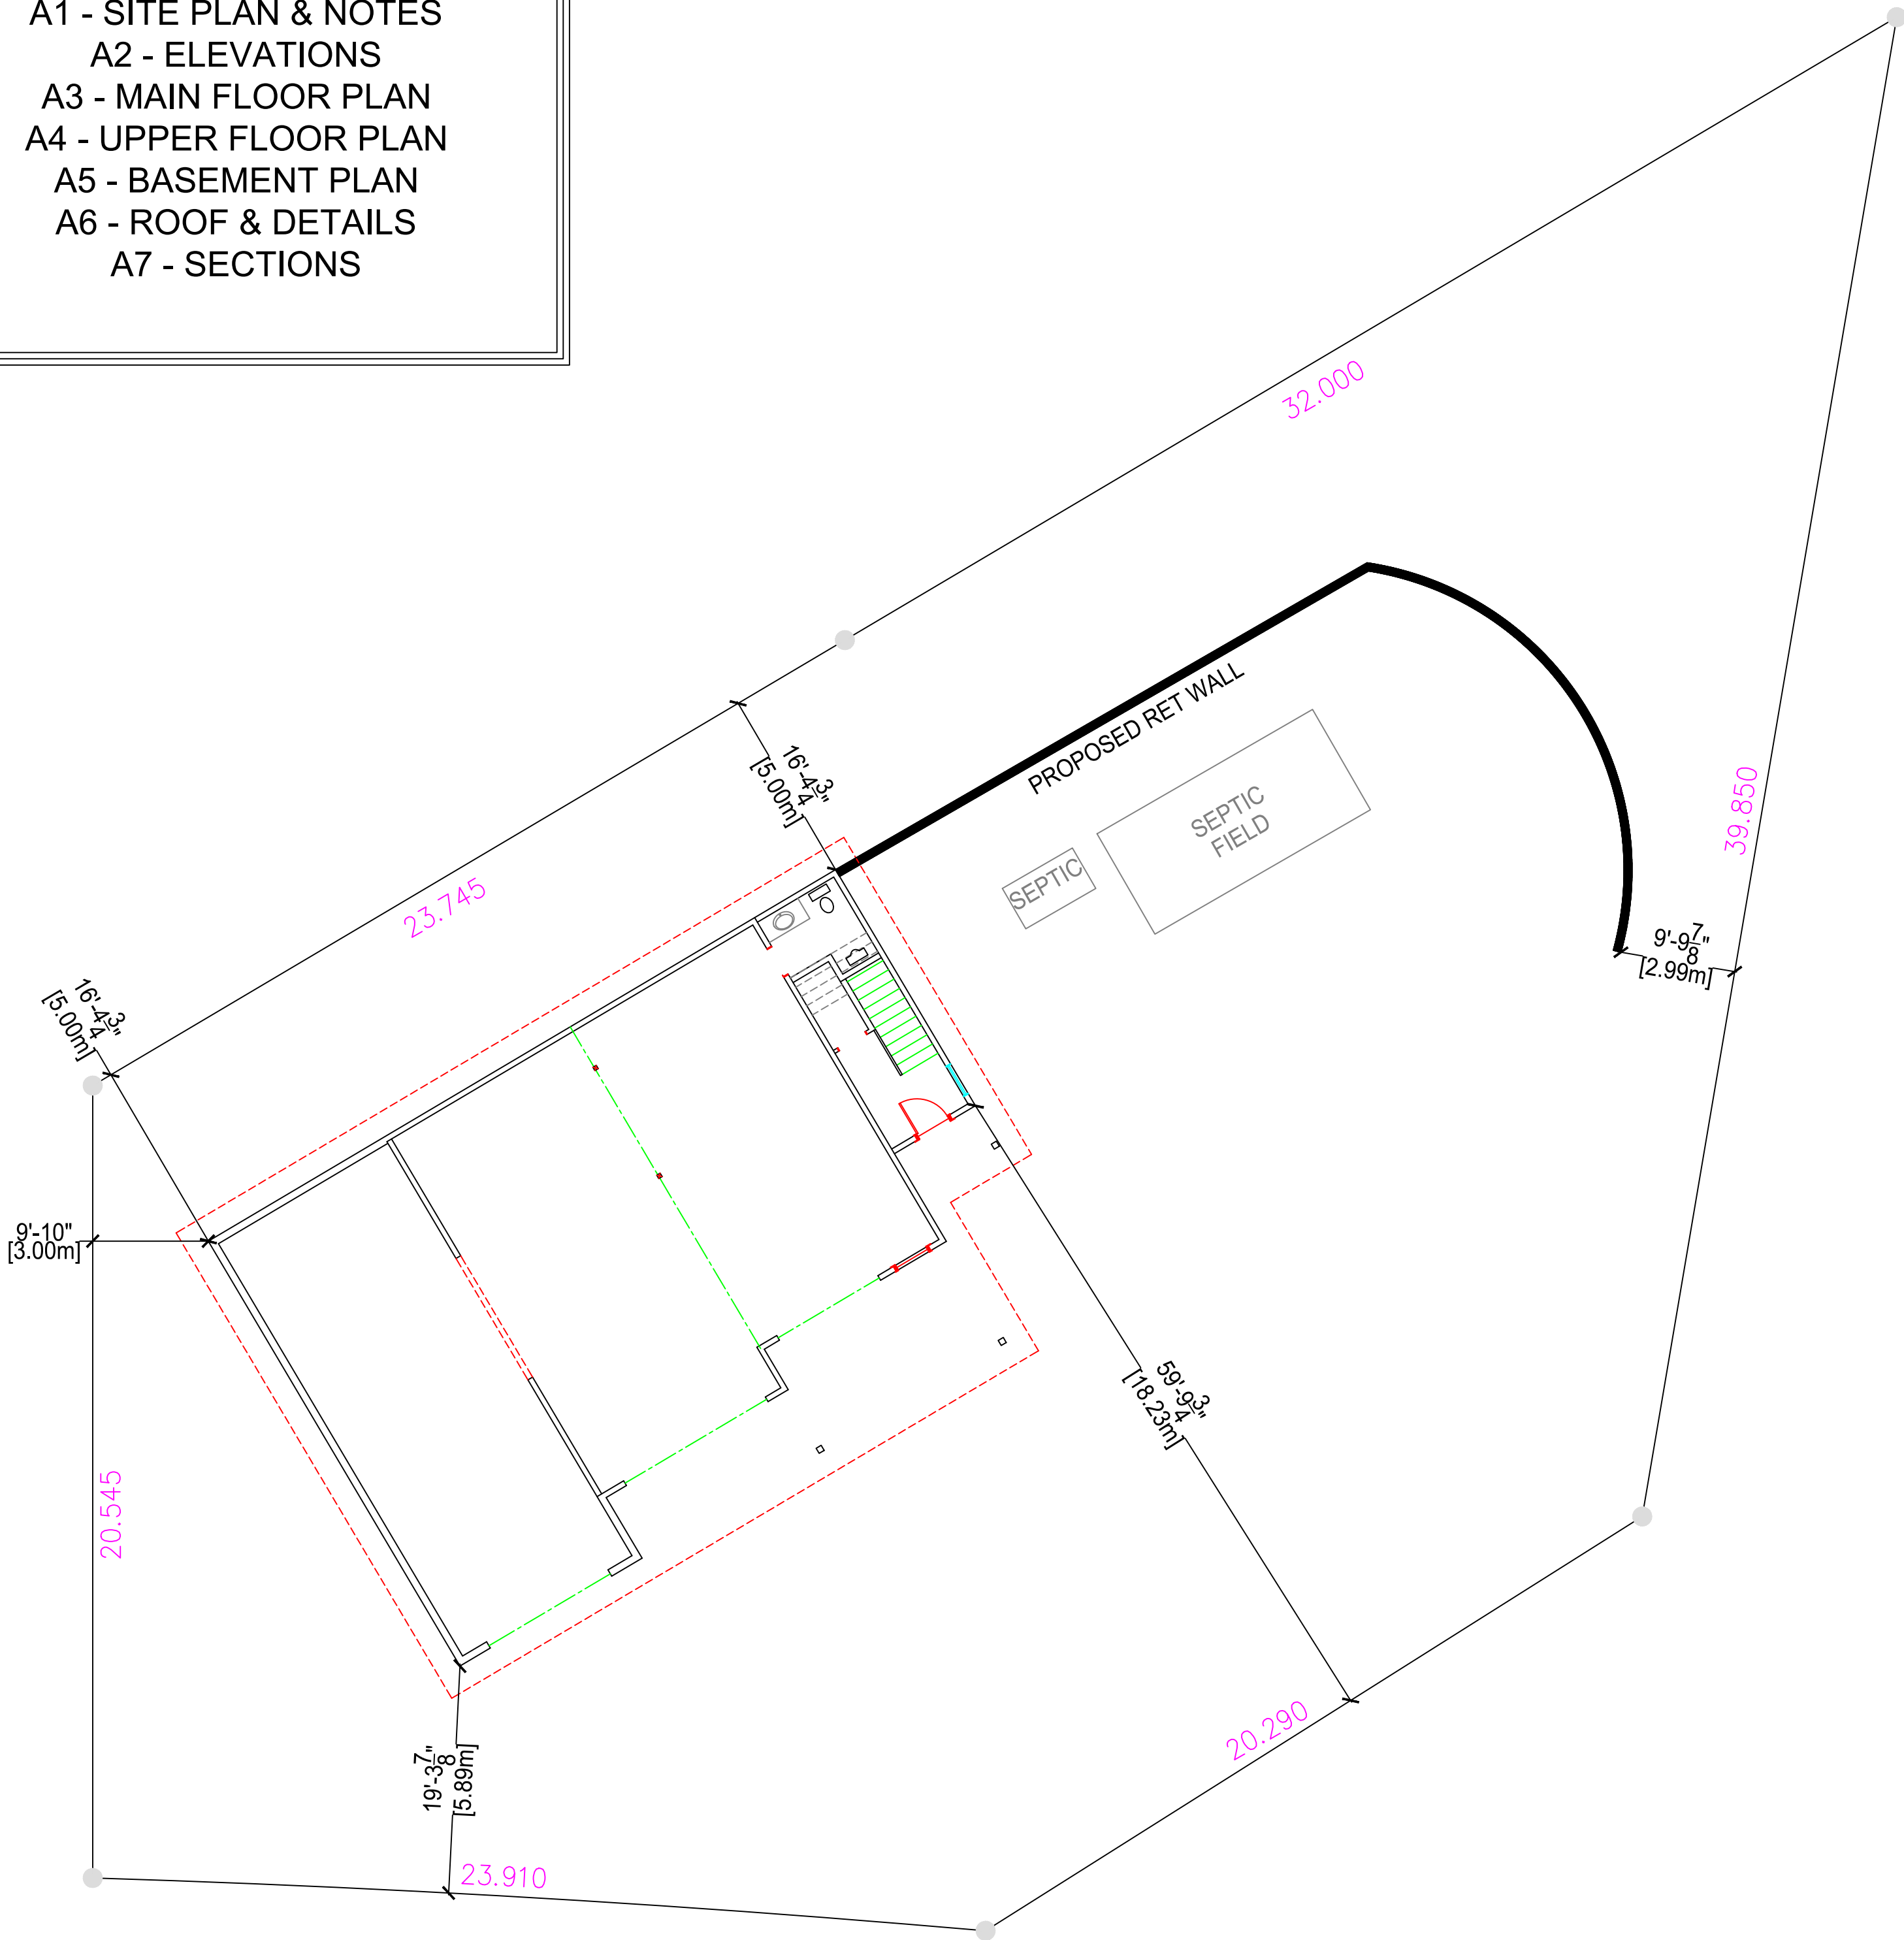 A1 - SITE PLAN & NOTES
A2 - ELEVATIONS
A3 - MAIN FLOOR PLAN
A4 - UPPER FLOOR PLAN
A5 - BASEMENT PLAN
A6 - ROOF & DETAILS
A7 - SECTIONS
32.000
PROPOSED RET WALL
16'-4 3/4"
[5.00m]
SEPTIC
FIELD
SEPTIC
39.850
23.745
9'-9 7/8"
[2.99m]
16'-4 3/4"
[5.00m]
9'-10"
[3.00m]
59'-9 3/4"
[18.23m]
20.545
20.290
19'-3 7/8"
[5.89m]
23.910